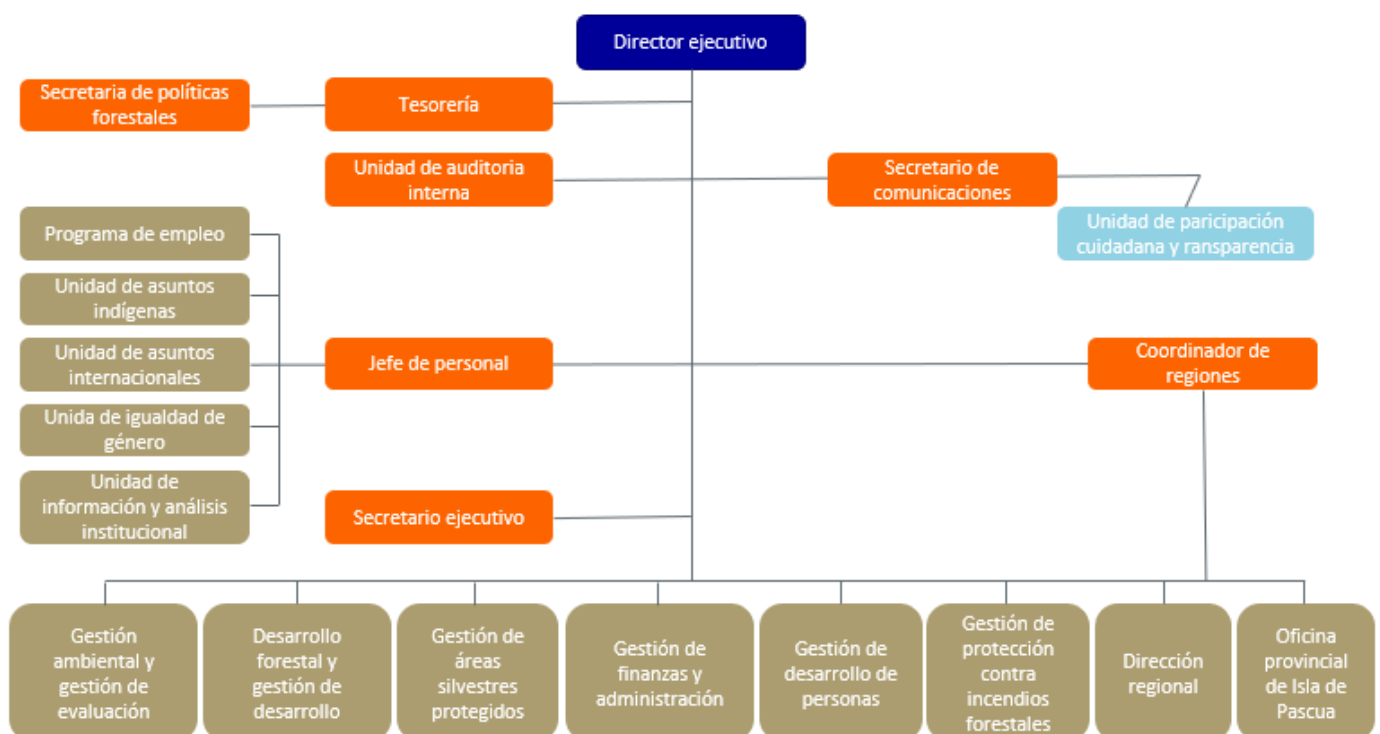 Director ejecutivo
Secretaria de políticas
forestales
Tesorería
Unidad de auditoria
interna
Secretario de
comunicaciones
Unidad de paricipación
cuidadana y ransparencia
Programa de empleo
Unidad de asuntos
indígenas
Unidad de asuntos
internacionales
Unida de igualdad de
género
Unidad de
información y análisis
institucional
Jefe de personal
Coordinador de
regiones
Secretario ejecutivo
Gestión
ambiental y
gestión de
evaluación
Desarrollo
forestal y
gestión de
desarrollo
Gestión de
áreas
silvestres
protegidos
Gestión de
finanzas y
administración
Gestión de
desarrollo de
personas
Gestión de
protección
contra
incendios
forestales
Dirección
regional
Oficina
provincial
de Isla de
Pascua